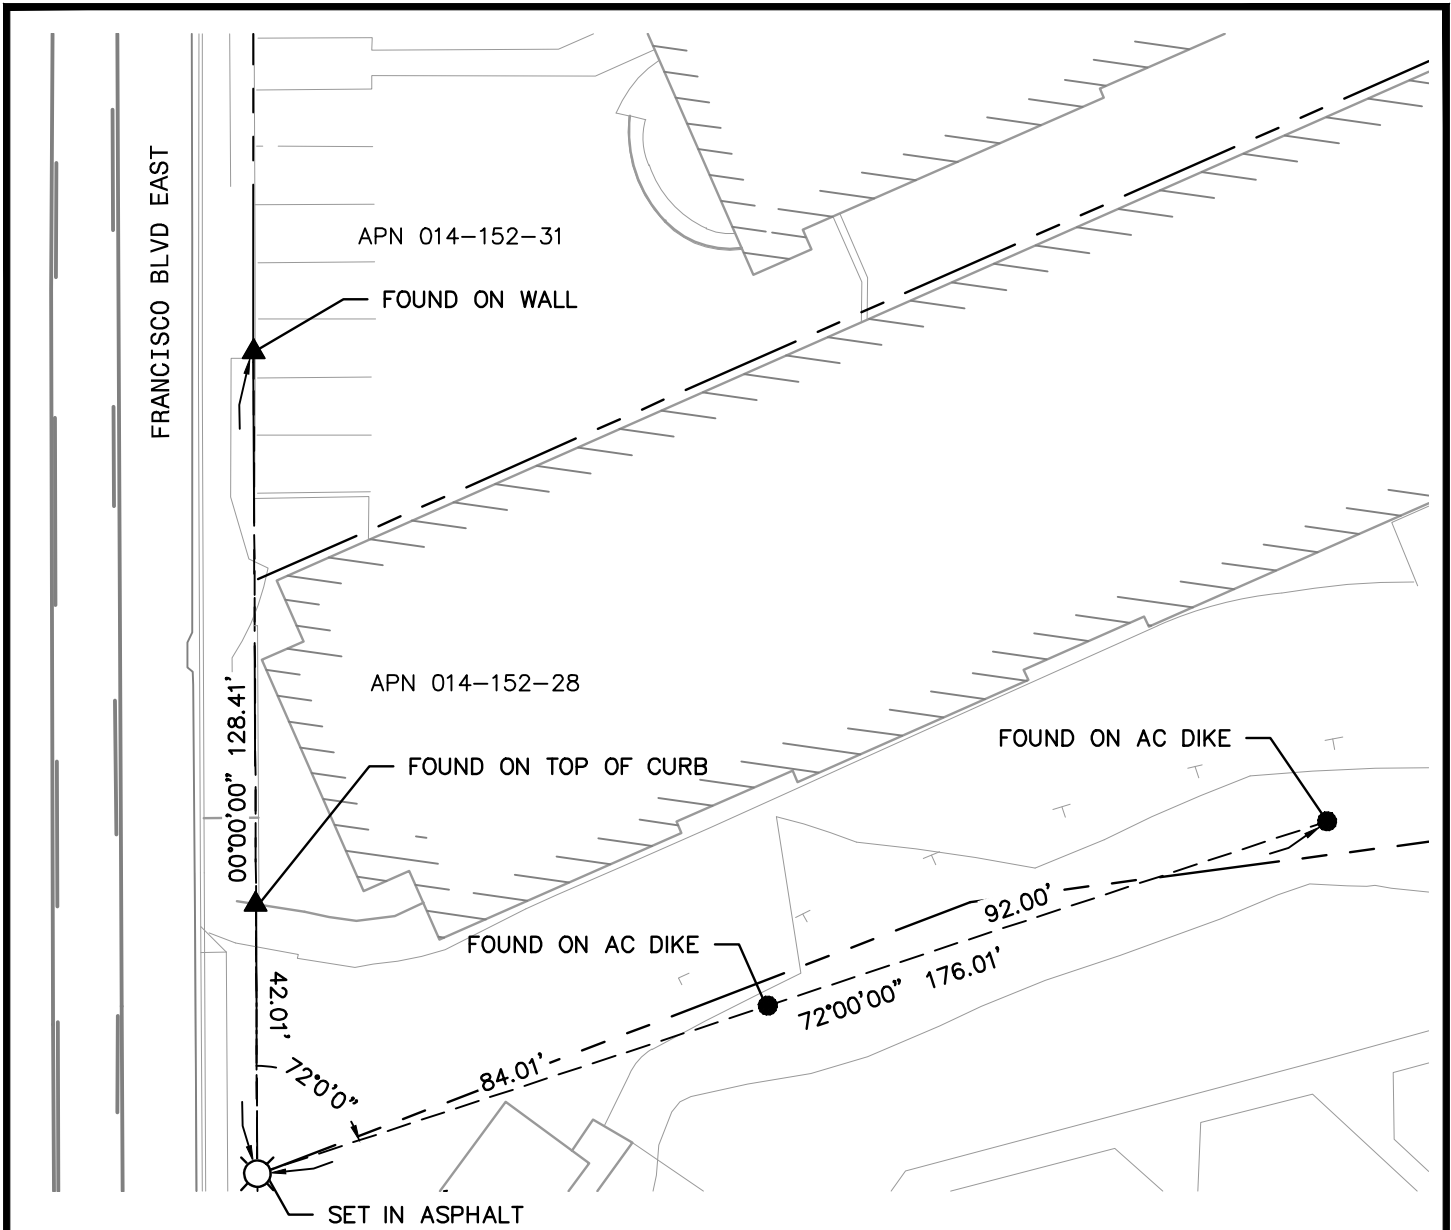 FRANCISCO BLVD EAST
APN 014-152-31
FOUND ON WALL
APN 014-152-28
00°00'00" 128.41'
FOUND ON TOP OF CURB
FOUND ON AC DIKE
92.00'
FOUND ON AC DIKE
72°00'00" 176.01'
42.01'
84.01'
72°0'0"
SET IN ASPHALT